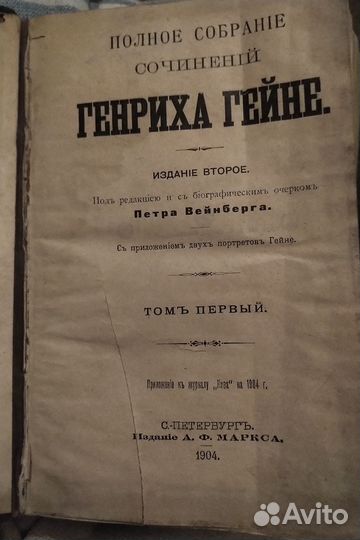 ПОЛНОЕ СОБРАНІЕ
СОЧИНЕНІЙ
ГЕНРИХА ГЕЙНЕ.
ИЗДАНІЕ ВТОРОЕ.
Подъ редакціею и съ біографическимъ очеркомъ
Петра Вейнберга.
Съ приложеніемъ двухъ портретовъ Гейне.
ТОМЪ ПЕРВЫЙ.
Приложеніе къ журналу „Нива" на 1904 г.
С.-ПЕТЕРБУРГЪ.
Изданіе А. Ф. МАРКСА.
1904.
Avito